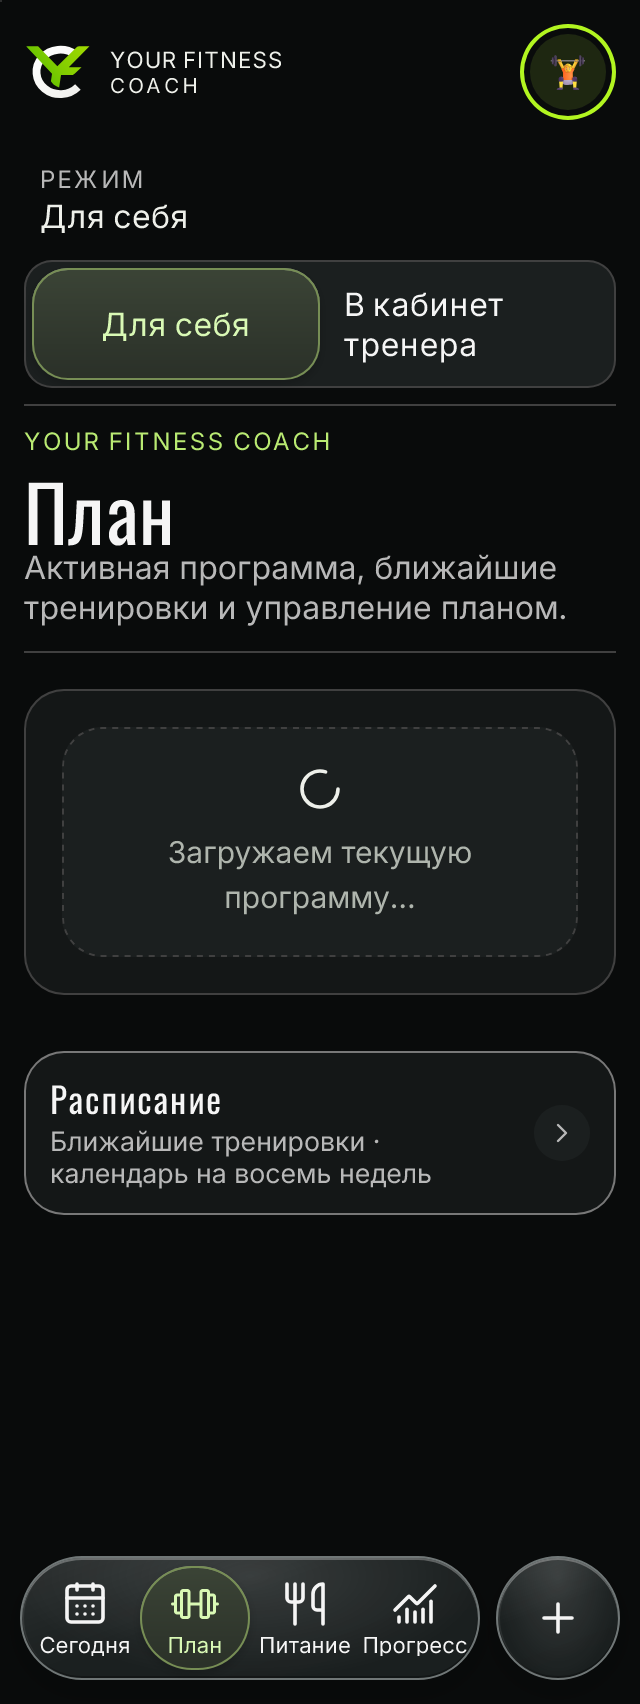 YOUR FITNESS
COACH
РЕЖИМ
Для себя
Для себя
В кабинет
тренера
YOUR FITNESS COACH
План
Активная программа, ближайшие
тренировки и управление планом.
Загружаем текущую
программу...
Расписание
Ближайшие тренировки ·
календарь на восемь недель
Сегодня
План
Питание
Прогресс